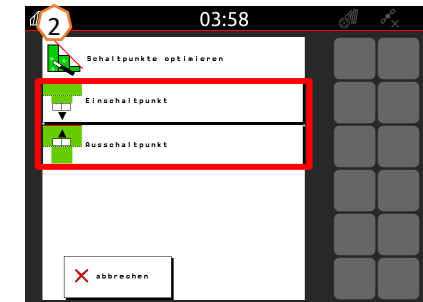 2
03:58
Schaltpunkte optimieren
Einschaltpunkt
Ausschaltpunkt
abbrechen